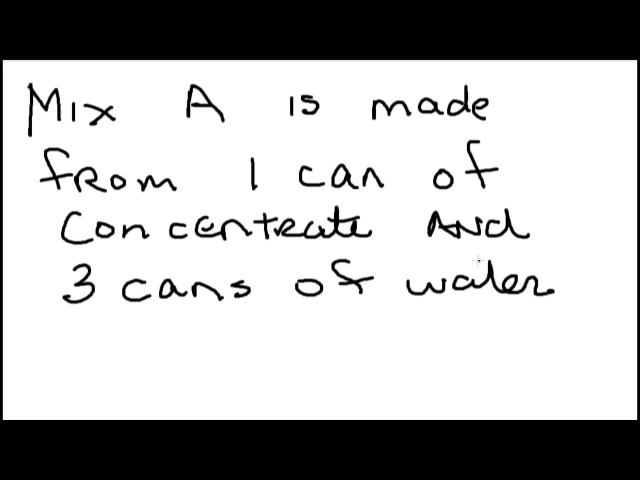 Mix A is made
from 1 can of
Concentrate AND
3 cans of water